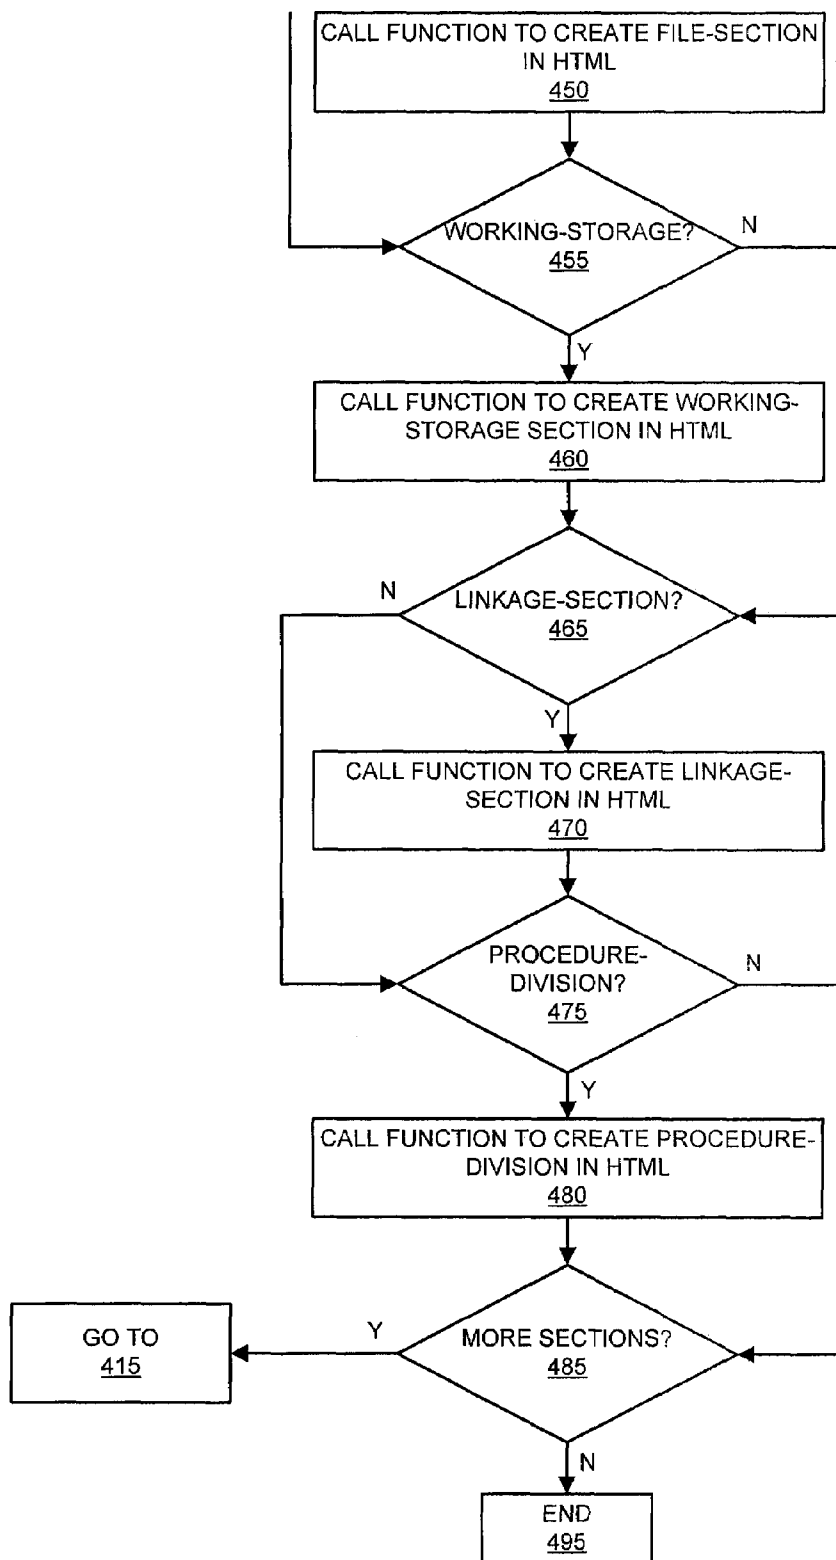 CALL FUNCTION TO CREATE FILE-SECTION
IN HTML
450
WORKING-STORAGE?
455
N
Y
CALL FUNCTION TO CREATE WORKING-
STORAGE SECTION IN HTML
460
N
LINKAGE-SECTION?
465
Y
CALL FUNCTION TO CREATE LINKAGE-
SECTION IN HTML
470
PROCEDURE-
DIVISION?
475
N
Y
CALL FUNCTION TO CREATE PROCEDURE-
DIVISION IN HTML
480
GO TO
415
Y
MORE SECTIONS?
485
N
END
495